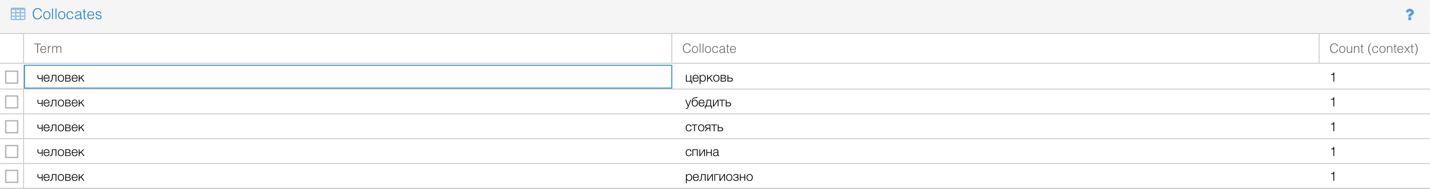 Collocates ?
Term Collocate Count (context)
человек церковь 1
человек убедить 1
человек стоять 1
человек спина 1
человек религиозно 1